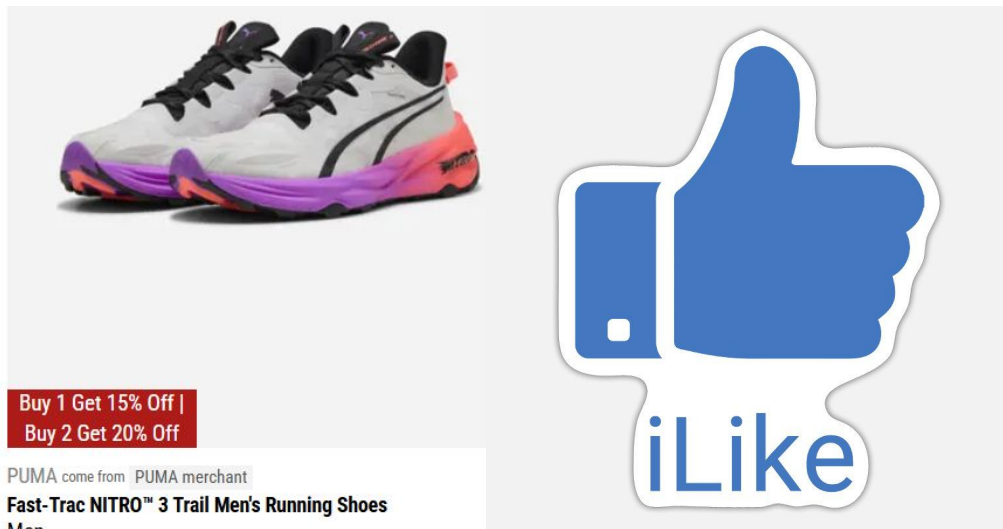 Buy 1 Get 15% Off |
Buy 2 Get 20% Off
PUMA come from PUMA merchant
Fast-Trac NITRO™ 3 Trail Men's Running Shoes
iLike